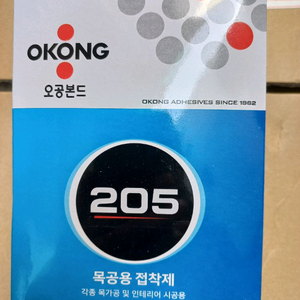 OKONG
오공본드
OKONG ADHESIVES SINCE 1962
205
목공용 접착제
각종 목가공 및 인테리어 시공용